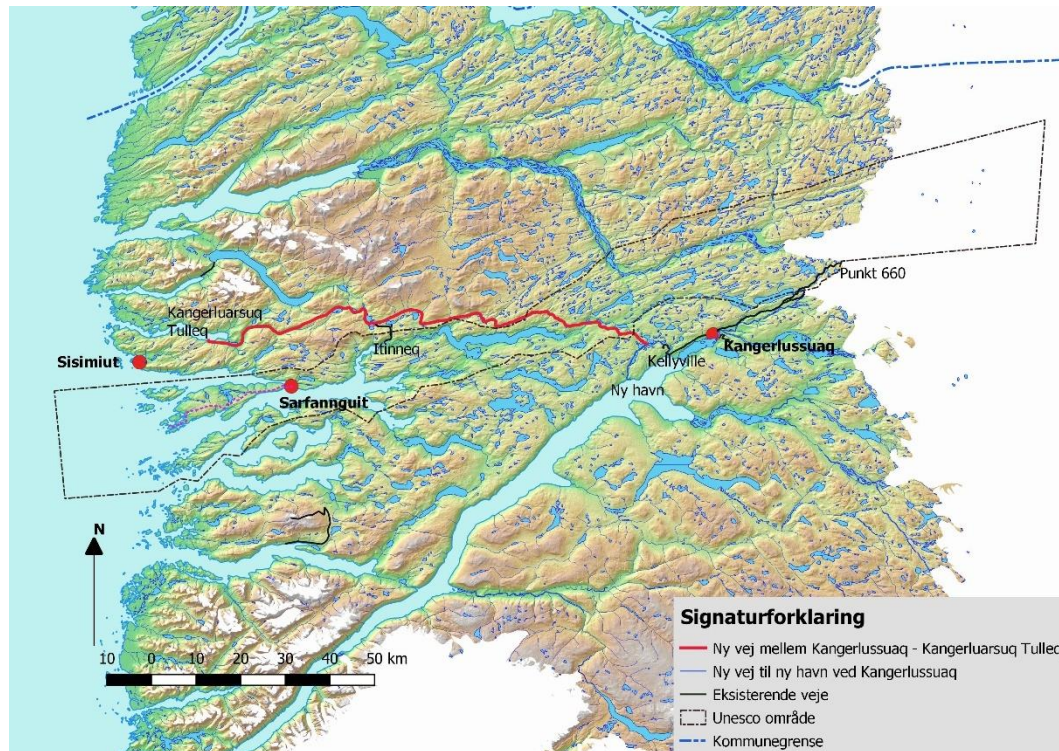 Punkt 660
Kangerluarsuq
Tulleq
Itinneq
Kangerlussuaq
Sisimiut
Kellyville
Sarfannguit
Ny havn
N
10 0 10 20 30 40 50 km
Signaturforklaring
Ny vej mellem Kangerlussuaq - Kangerluarsuq Tulleq
Ny vej til ny havn ved Kangerlussuaq
Eksisterende veje
Unesco område
Kommunegrense